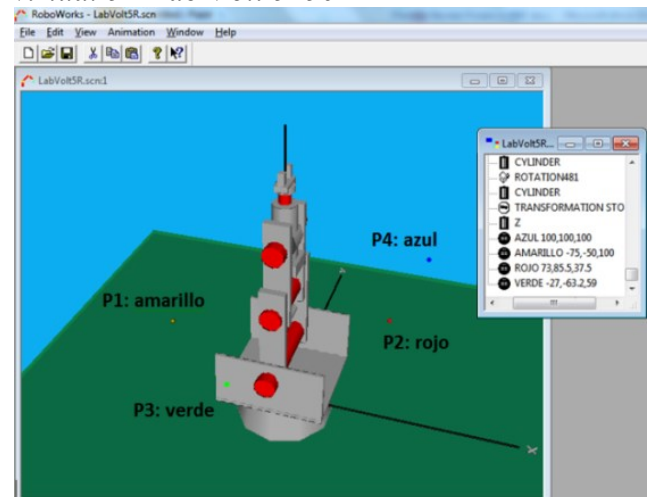 RoboWorks - LabVolt5R.scn
File Edit View Animation Window Help
LabVolt5R.scn:1
LabVolt5R...
CYLINDER
ROTATION481
CYLINDER
TRANSFORMATION STO
Z
AZUL 100,100,100
AMARILLO -75,-50,100
ROJO 73,85.5,37.5
VERDE -27,-63.2,59
P4: azul
P1: amarillo
P2: rojo
P3: verde